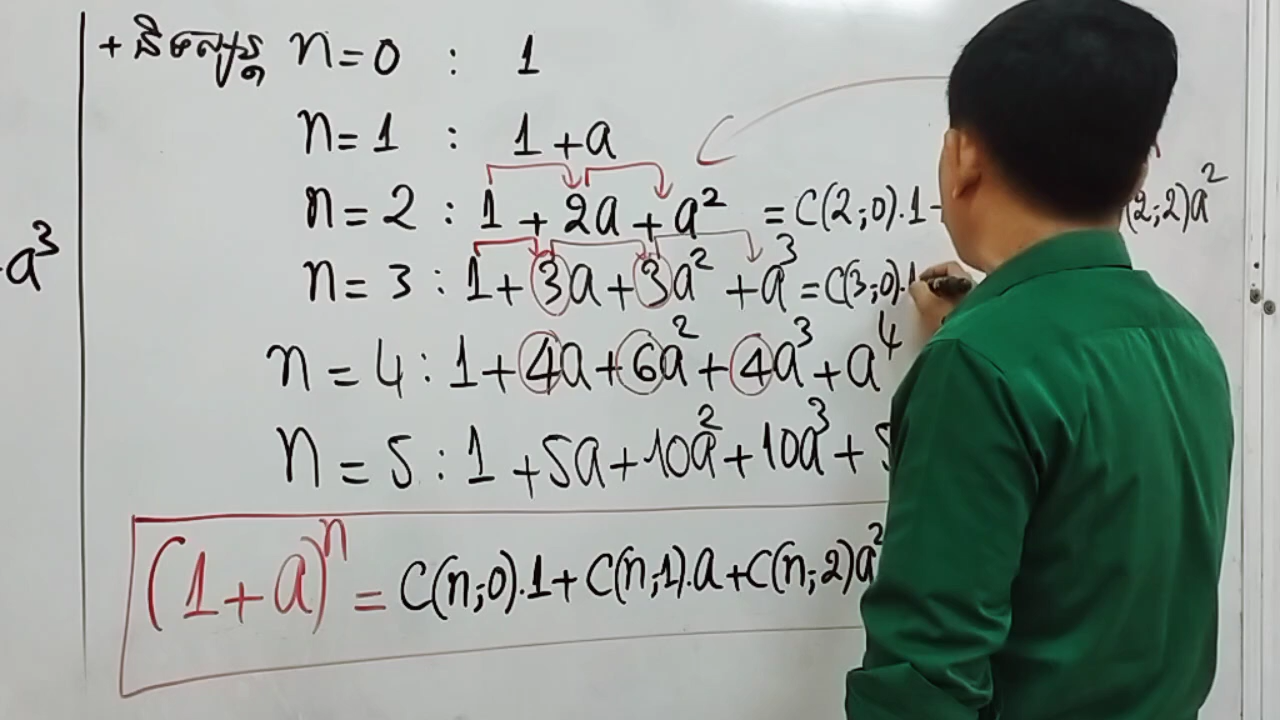 + និទស្សន្ត n=0 : 1
n=1 : 1+a
n=2 : 1+2a+a² =C(2;0).1- 2;2)a²
n=3 : 1+3a+3a²+a³=C(3;0).1
a³
n=4 : 1+4a+6a²+4a³+a⁴
n=5 : 1+5a+10a²+10a³+5
(1+a)ⁿ=C(n;0).1+C(n;1).a+C(n;2)a²